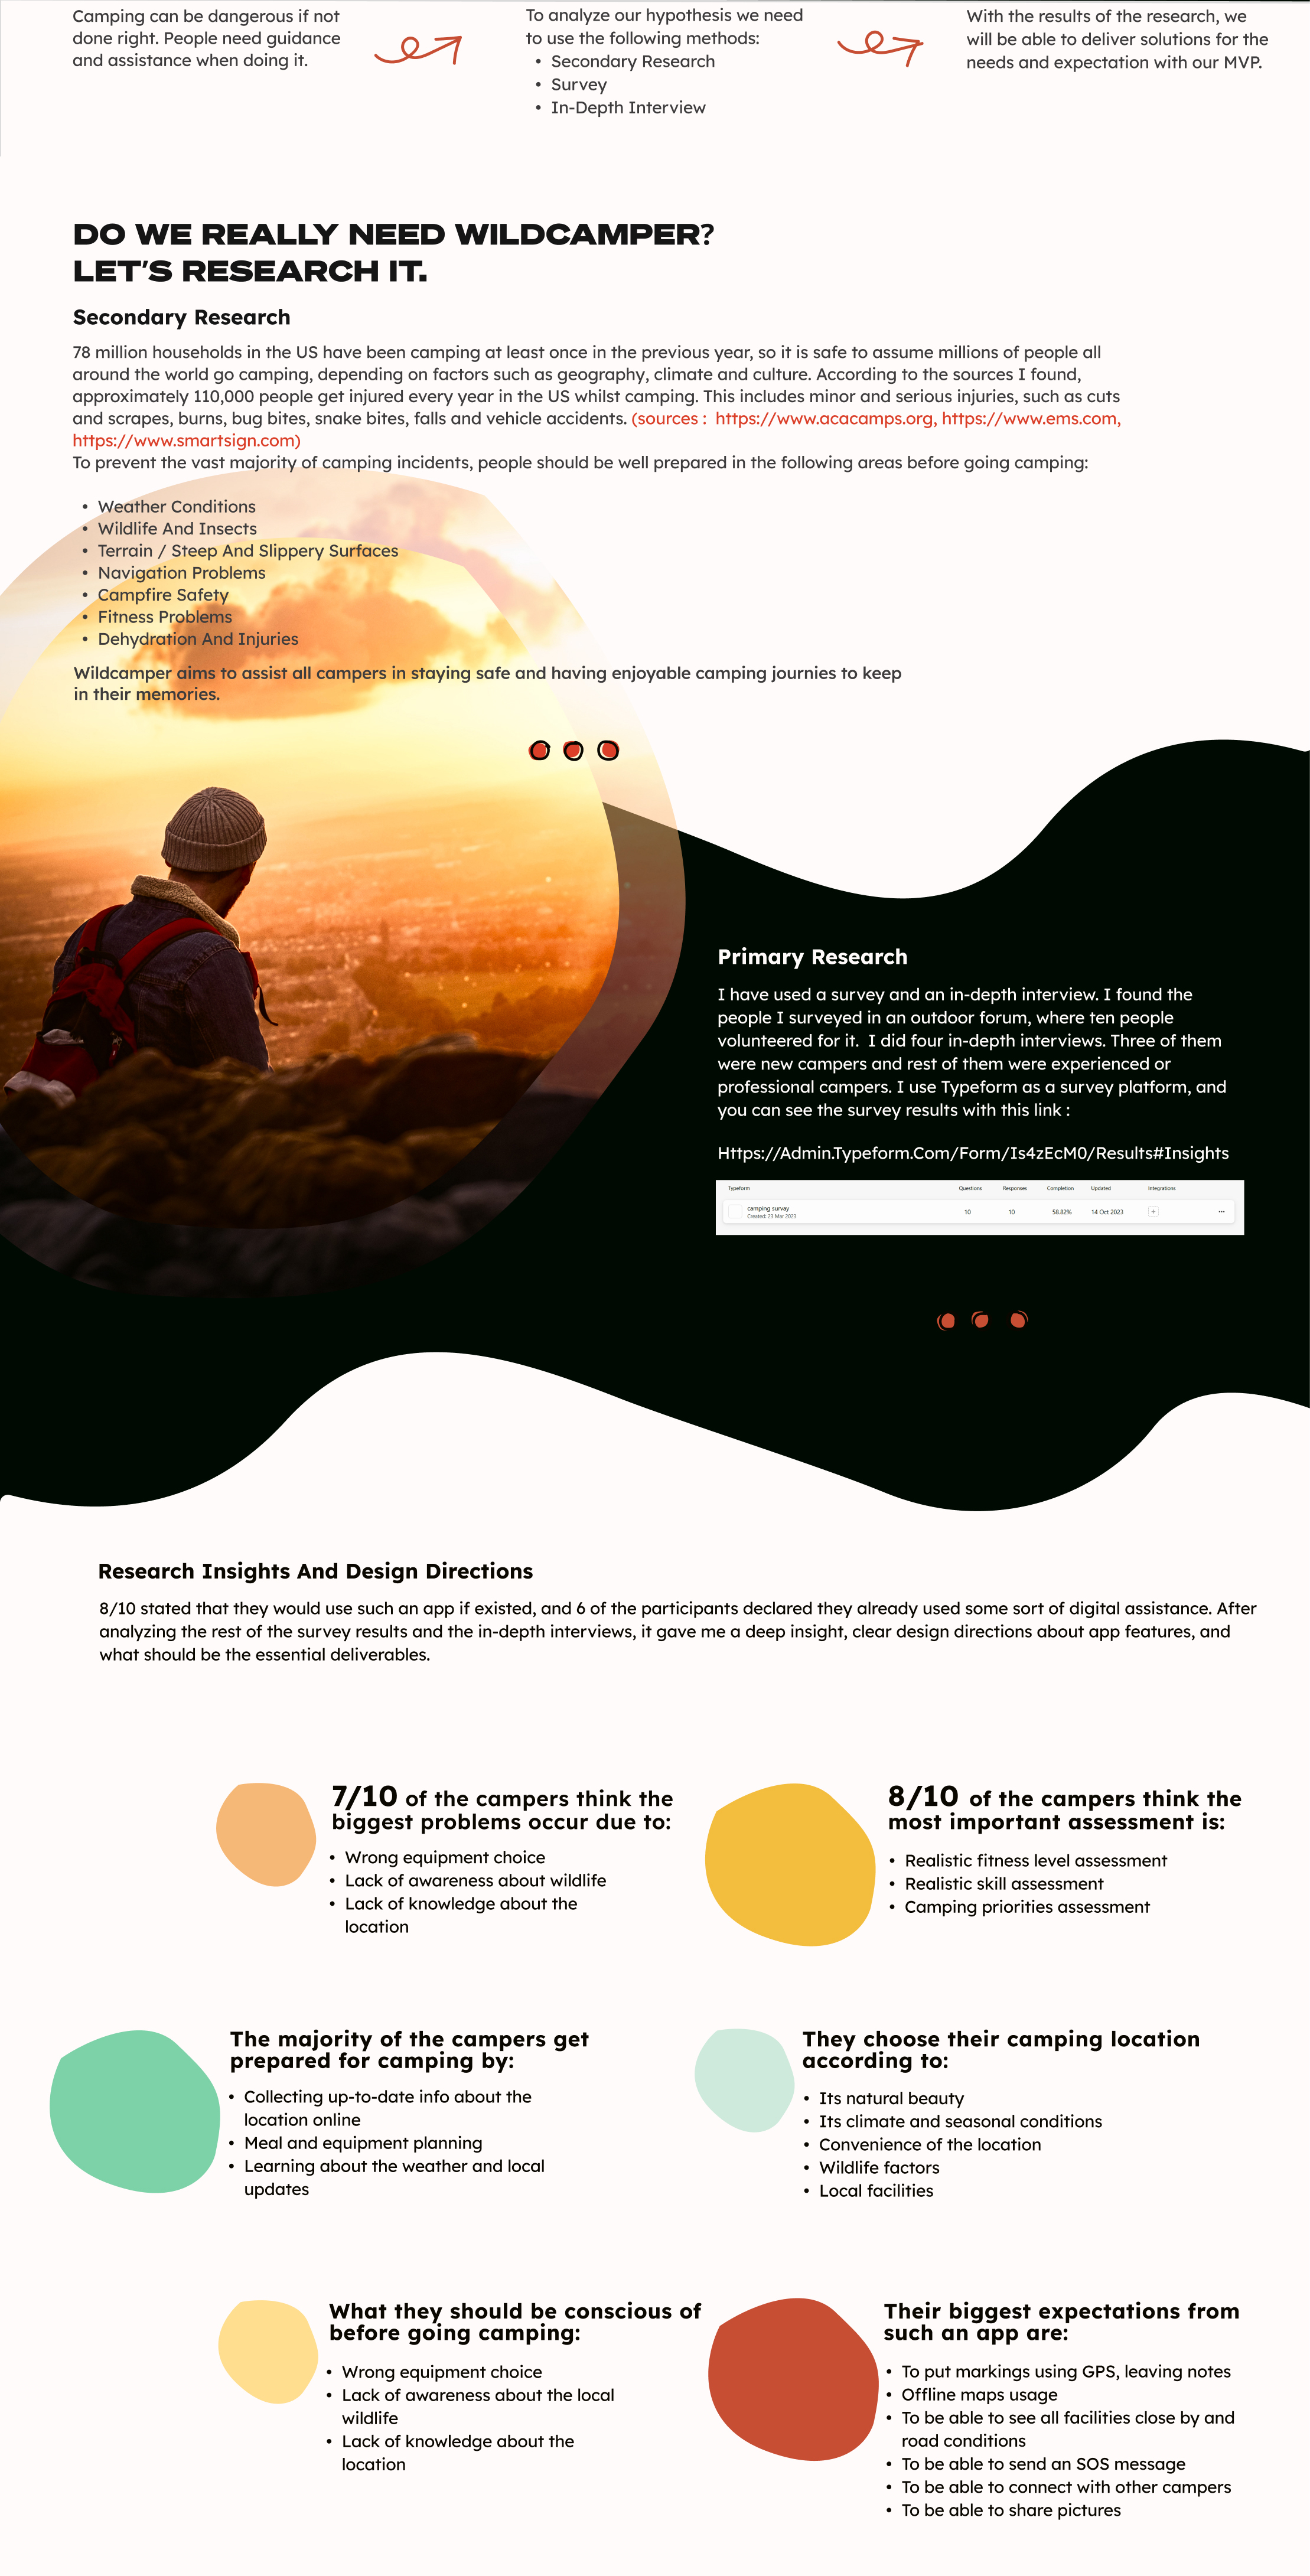 Camping can be dangerous if not
done right. People need guidance
and assistance when doing it.
To analyze our hypothesis we need
to use the following methods:
• Secondary Research
• Survey
• In-Depth Interview
With the results of the research, we
will be able to deliver solutions for the
needs and expectation with our MVP.
DO WE REALLY NEED WILDCAMPER?
LET'S RESEARCH IT.
Secondary Research
78 million households in the US have been camping at least once in the previous year, so it is safe to assume millions of people all
around the world go camping, depending on factors such as geography, climate and culture. According to the sources I found,
approximately 110,000 people get injured every year in the US whilst camping. This includes minor and serious injuries, such as cuts
and scrapes, burns, bug bites, snake bites, falls and vehicle accidents. (sources :  https://www.acacamps.org, https://www.ems.com,
https://www.smartsign.com)
To prevent the vast majority of camping incidents, people should be well prepared in the following areas before going camping:
• Weather Conditions
• Wildlife And Insects
• Terrain / Steep And Slippery Surfaces
• Navigation Problems
• Campfire Safety
• Fitness Problems
• Dehydration And Injuries
Wildcamper aims to assist all campers in staying safe and having enjoyable camping journies to keep
in their memories.
Primary Research
I have used a survey and an in-depth interview. I found the
people I surveyed in an outdoor forum, where ten people
volunteered for it.  I did four in-depth interviews. Three of them
were new campers and rest of them were experienced or
professional campers. I use Typeform as a survey platform, and
you can see the survey results with this link :
Https://Admin.Typeform.Com/Form/Is4zEcM0/Results#Insights
Typeform Questions Responses Completion Updated Integrations
camping survay
Created: 23 Mar 2023
10 10 58.82% 14 Oct 2023 + ...
Research Insights And Design Directions
8/10 stated that they would use such an app if existed, and 6 of the participants declared they already used some sort of digital assistance. After
analyzing the rest of the survey results and the in-depth interviews, it gave me a deep insight, clear design directions about app features, and
what should be the essential deliverables.
7/10 of the campers think the
biggest problems occur due to:
• Wrong equipment choice
• Lack of awareness about wildlife
• Lack of knowledge about the
location
8/10 of the campers think the
most important assessment is:
• Realistic fitness level assessment
• Realistic skill assessment
• Camping priorities assessment
The majority of the campers get
prepared for camping by:
• Collecting up-to-date info about the
location online
• Meal and equipment planning
• Learning about the weather and local
updates
They choose their camping location
according to:
• Its natural beauty
• Its climate and seasonal conditions
• Convenience of the location
• Wildlife factors
• Local facilities
What they should be conscious of
before going camping:
• Wrong equipment choice
• Lack of awareness about the local
wildlife
• Lack of knowledge about the
location
Their biggest expectations from
such an app are:
• To put markings using GPS, leaving notes
• Offline maps usage
• To be able to see all facilities close by and
road conditions
• To be able to send an SOS message
• To be able to connect with other campers
• To be able to share pictures